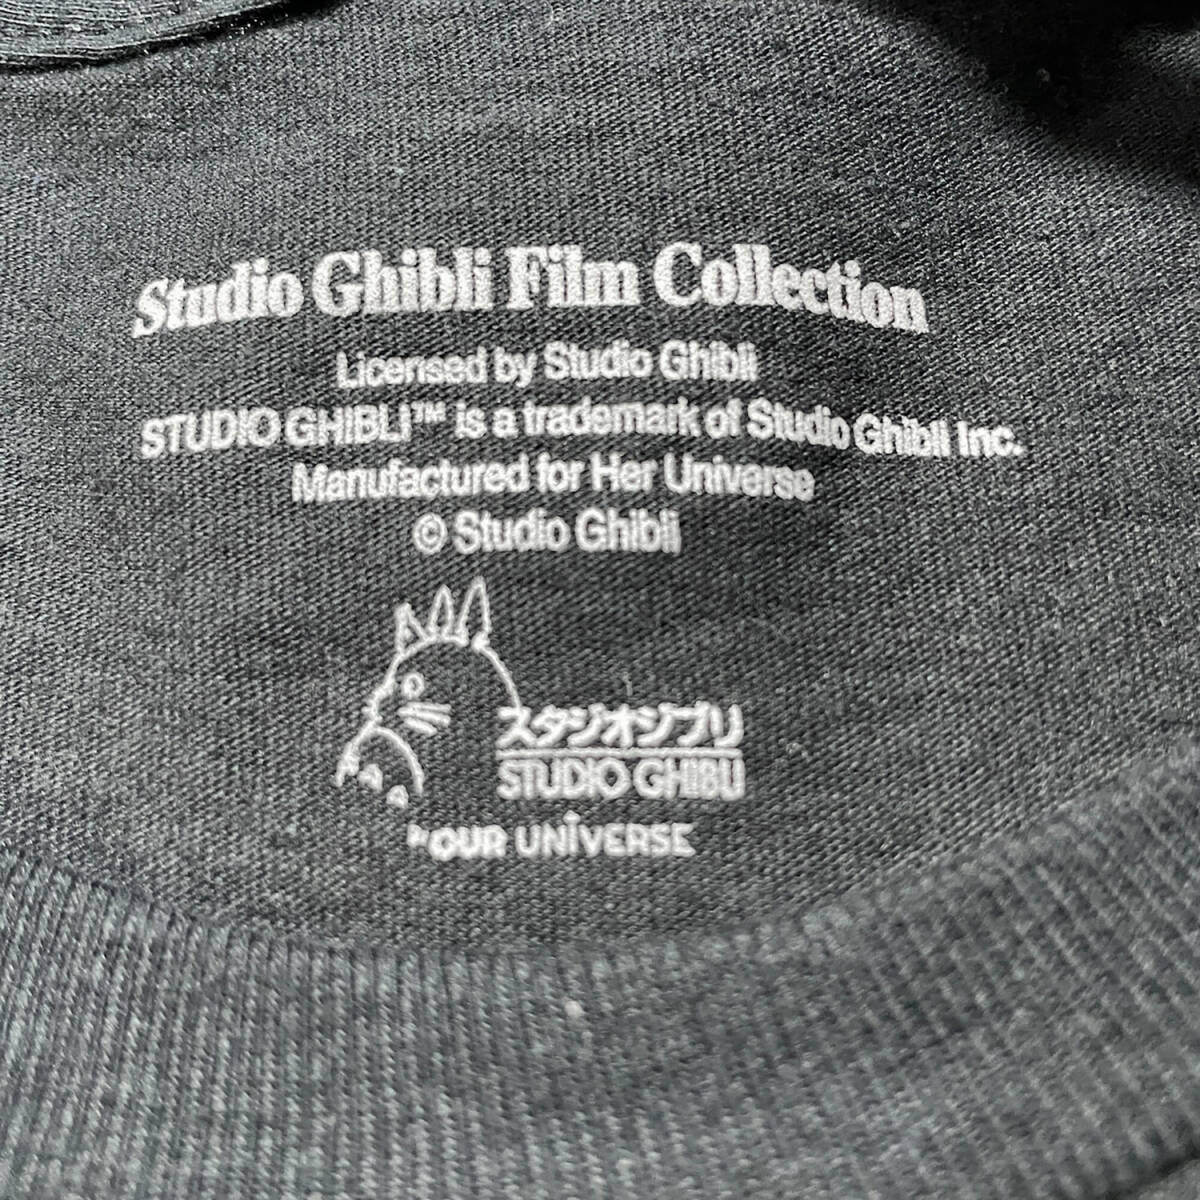 Studio Ghibli Film Collection
Licensed by Studio Ghibli
STUDIO GHIBLI™ is a trademark of Studio Ghibli Inc.
Manufactured for Her Universe
© Studio Ghibli
スタジオジブリ
STUDIO GHIBLI
OUR UNIVERSE